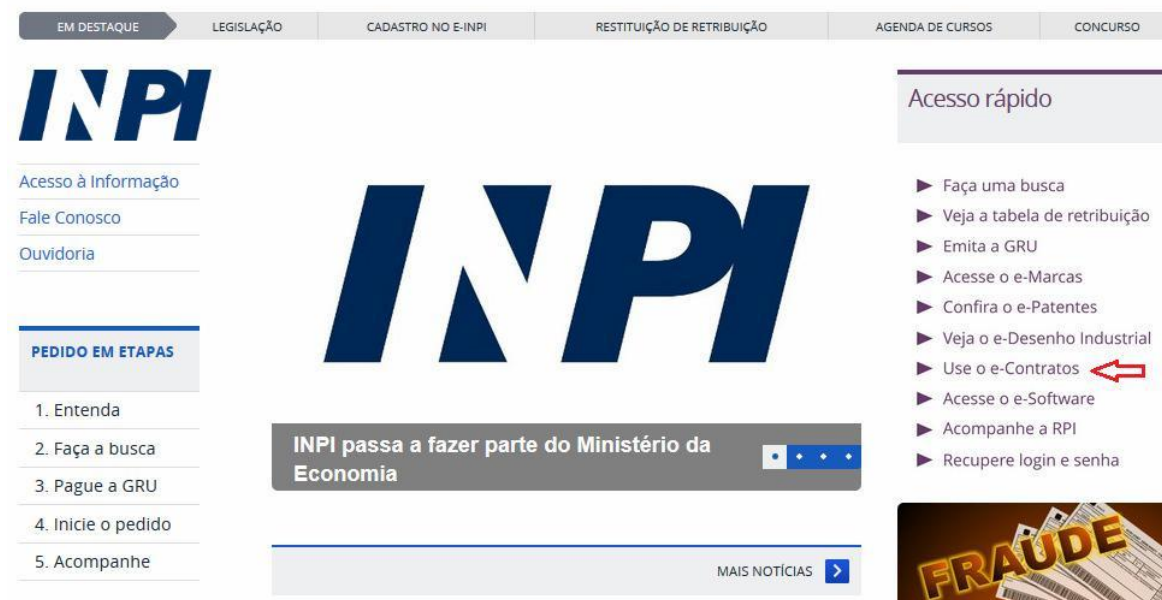 EM DESTAQUE
LEGISLAÇÃO
CADASTRO NO E-INPI
RESTITUIÇÃO DE RETRIBUIÇÃO
AGENDA DE CURSOS
CONCURSO
INPI
Acesso à Informação
Fale Conosco
Ouvidoria
PEDIDO EM ETAPAS
1. Entenda
2. Faça a busca
3. Pague a GRU
4. Inicie o pedido
5. Acompanhe
INPI
INPI passa a fazer parte do Ministério da
Economia
MAIS NOTÍCIAS
Acesso rápido
Faça uma busca
Veja a tabela de retribuição
Emita a GRU
Acesse o e-Marcas
Confira o e-Patentes
Veja o e-Desenho Industrial
Use o e-Contratos
Acesse o e-Software
Acompanhe a RPI
Recupere login e senha
FRAUDE